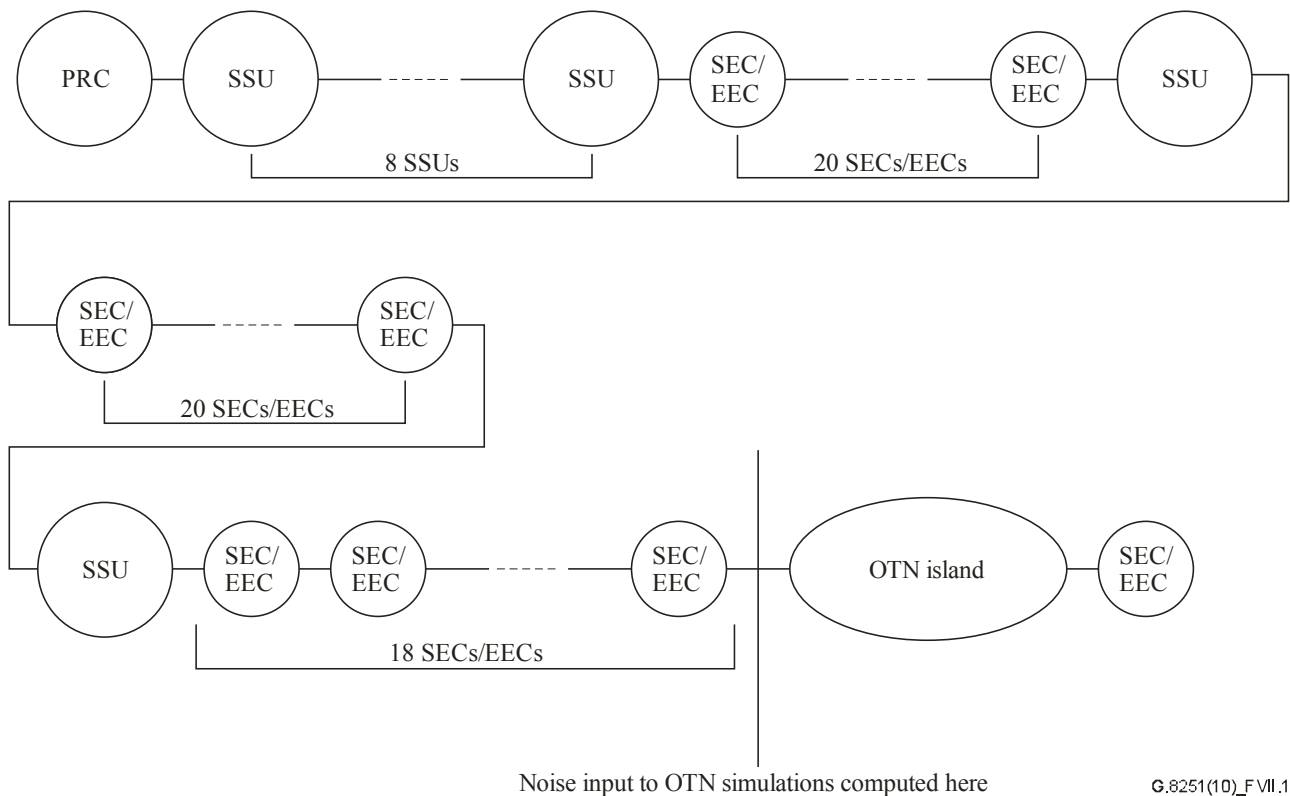 PRC
SSU
SSU
SEC/
EEC
SEC/
EEC
SSU
8 SSUs
20 SECs/EECs
SEC/
EEC
SEC/
EEC
20 SECs/EECs
SSU
SEC/
EEC
SEC/
EEC
SEC/
EEC
OTN island
SEC/
EEC
18 SECs/EECs
Noise input to OTN simulations computed here
G.8251(10)_FVII.1